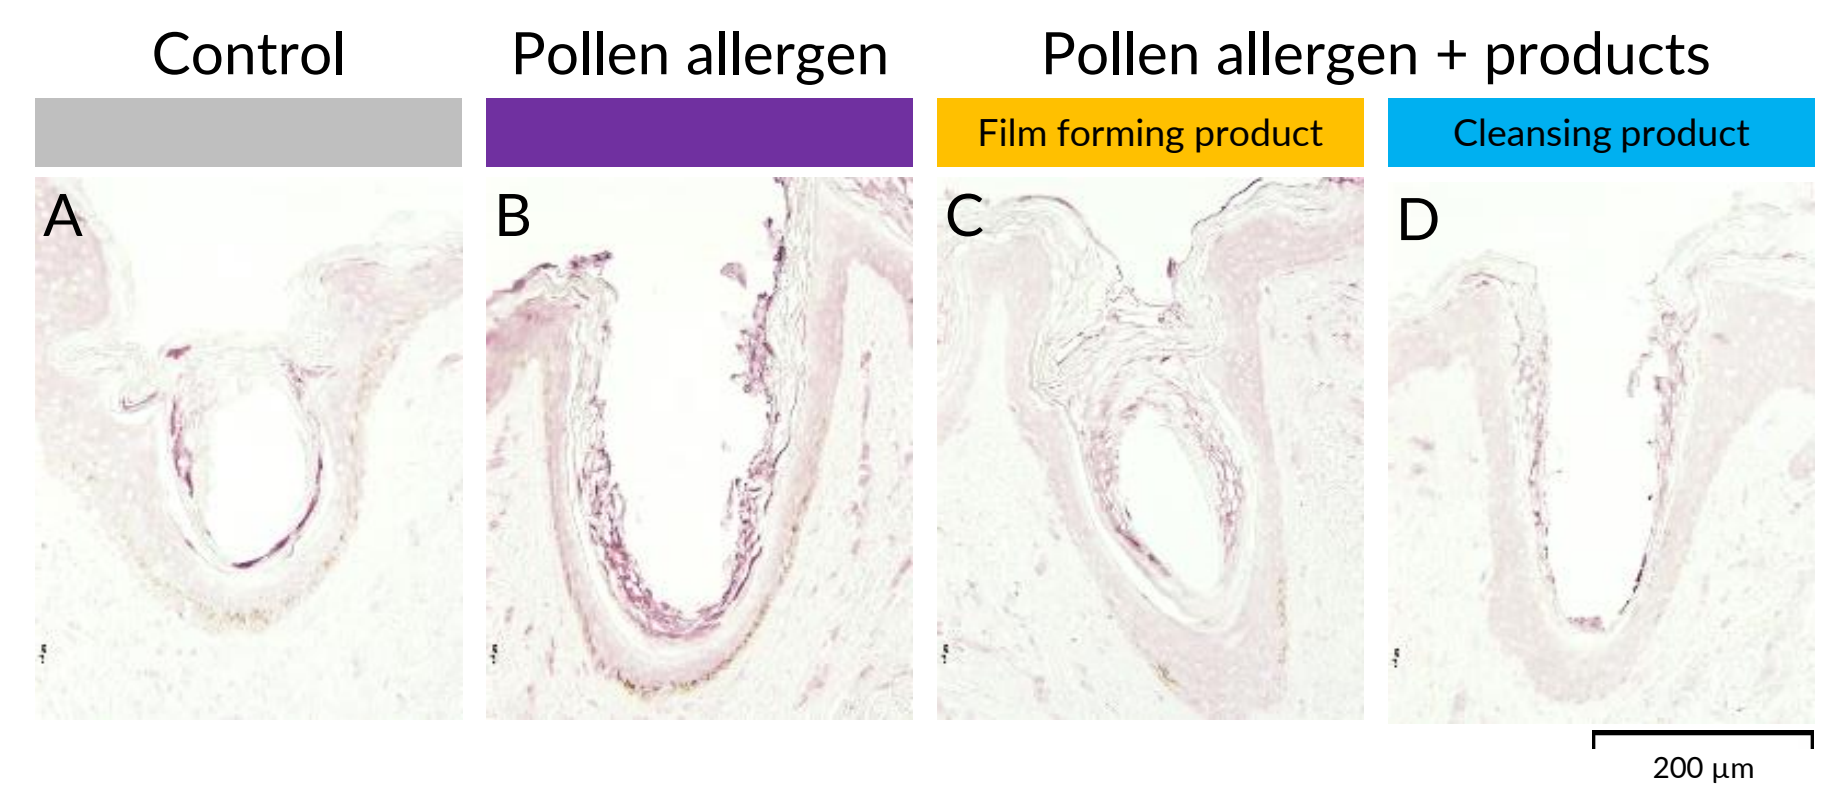 Control
Pollen allergen
Pollen allergen + products
Film forming product
Cleansing product
A
B
C
D
200 µm